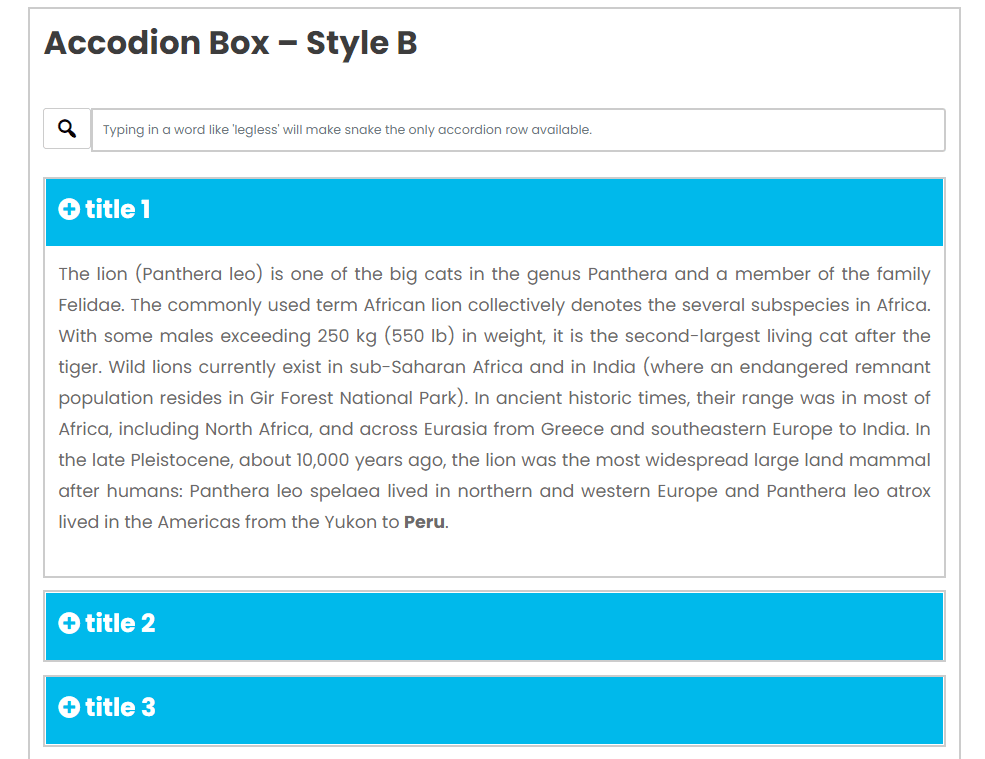 Accodion Box – Style B
Typing in a word like 'legless' will make snake the only accordion row available.
title 1
The lion (Panthera leo) is one of the big cats in the genus Panthera and a member of the family
Felidae. The commonly used term African lion collectively denotes the several subspecies in Africa.
With some males exceeding 250 kg (550 lb) in weight, it is the second-largest living cat after the
tiger. Wild lions currently exist in sub-Saharan Africa and in India (where an endangered remnant
population resides in Gir Forest National Park). In ancient historic times, their range was in most of
Africa, including North Africa, and across Eurasia from Greece and southeastern Europe to India. In
the late Pleistocene, about 10,000 years ago, the lion was the most widespread large land mammal
after humans: Panthera leo spelaea lived in northern and western Europe and Panthera leo atrox
lived in the Americas from the Yukon to Peru.
title 2
title 3